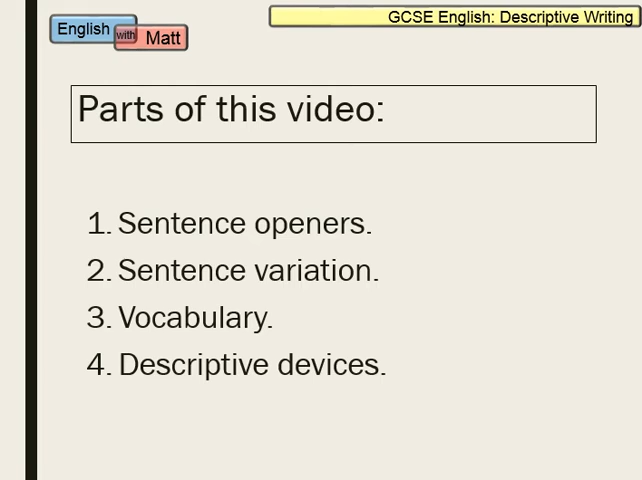 English with Matt
GCSE English: Descriptive Writing
Parts of this video:
1. Sentence openers.
2. Sentence variation.
3. Vocabulary.
4. Descriptive devices.